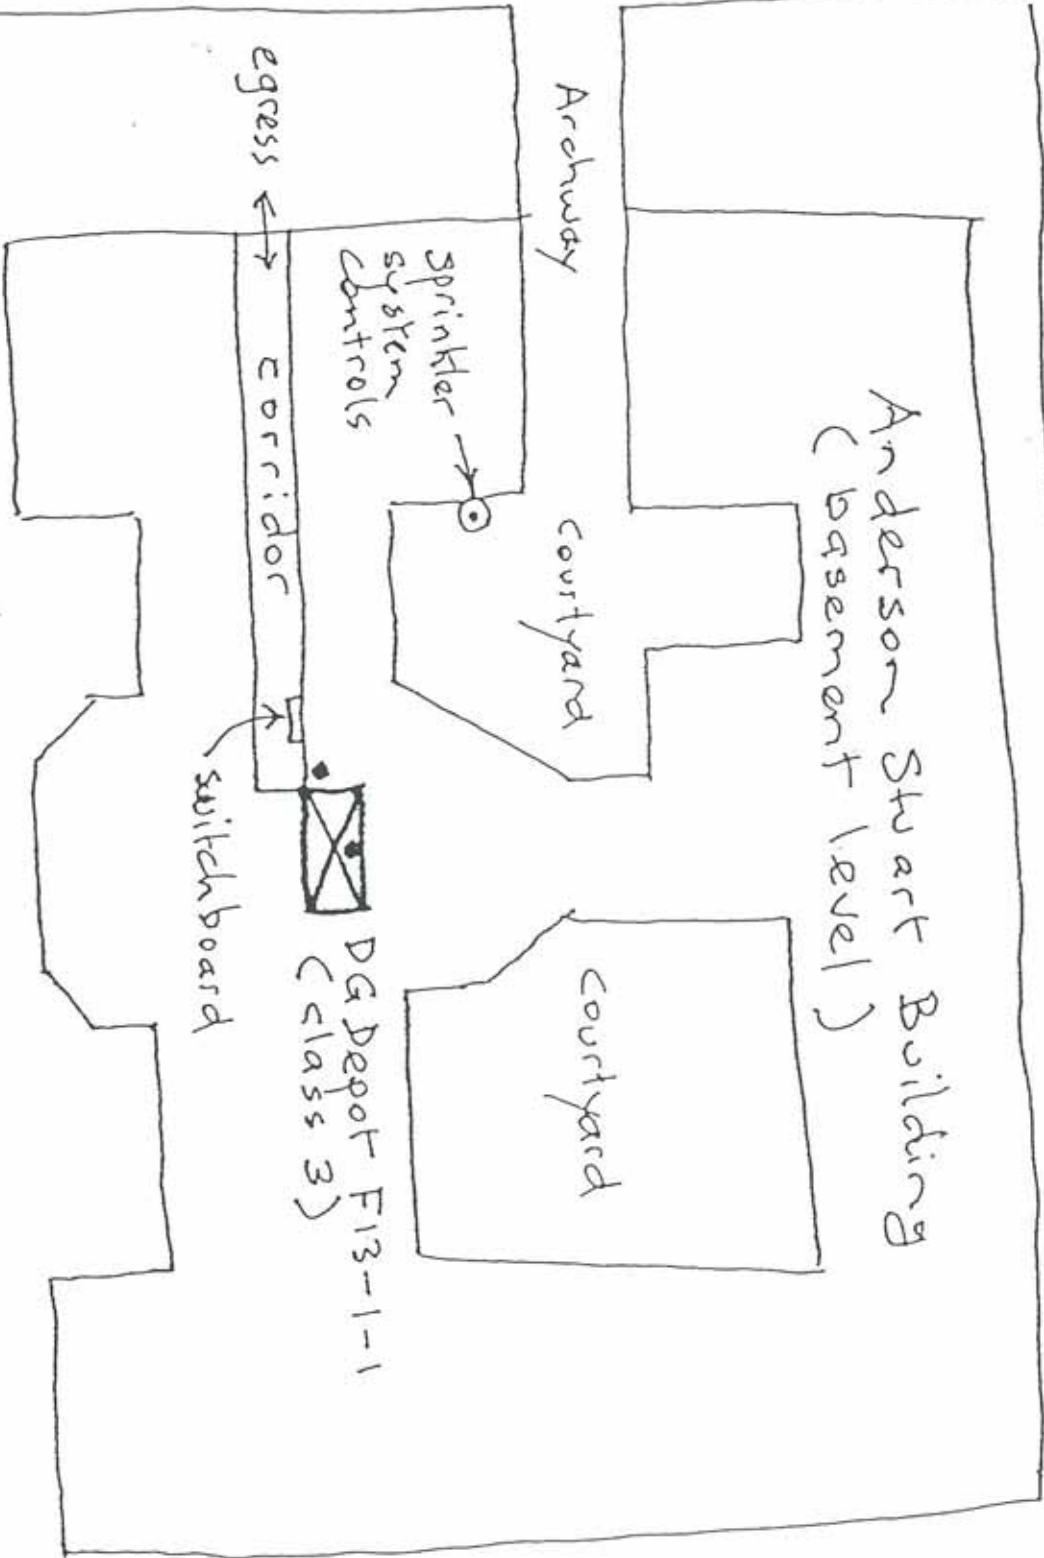 Anderson Stuart Building
(basement level)
Archway
Courtyard
Courtyard
sprinkler
system
controls
egress
corridor
switchboard
DG Depot F13-1-1
(class 3)